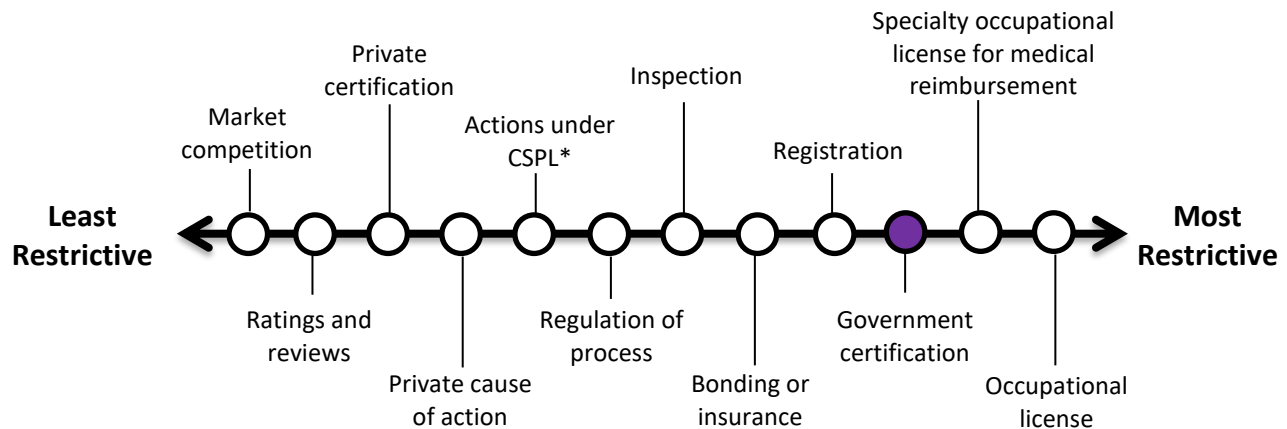 Specialty occupational
license for medical
reimbursement
Private
certification
Inspection
Market
competition
Actions under
CSPL*
Registration
Least
Restrictive
Most
Restrictive
Ratings and
reviews
Regulation of
process
Government
certification
Private cause
of action
Bonding or
insurance
Occupational
license